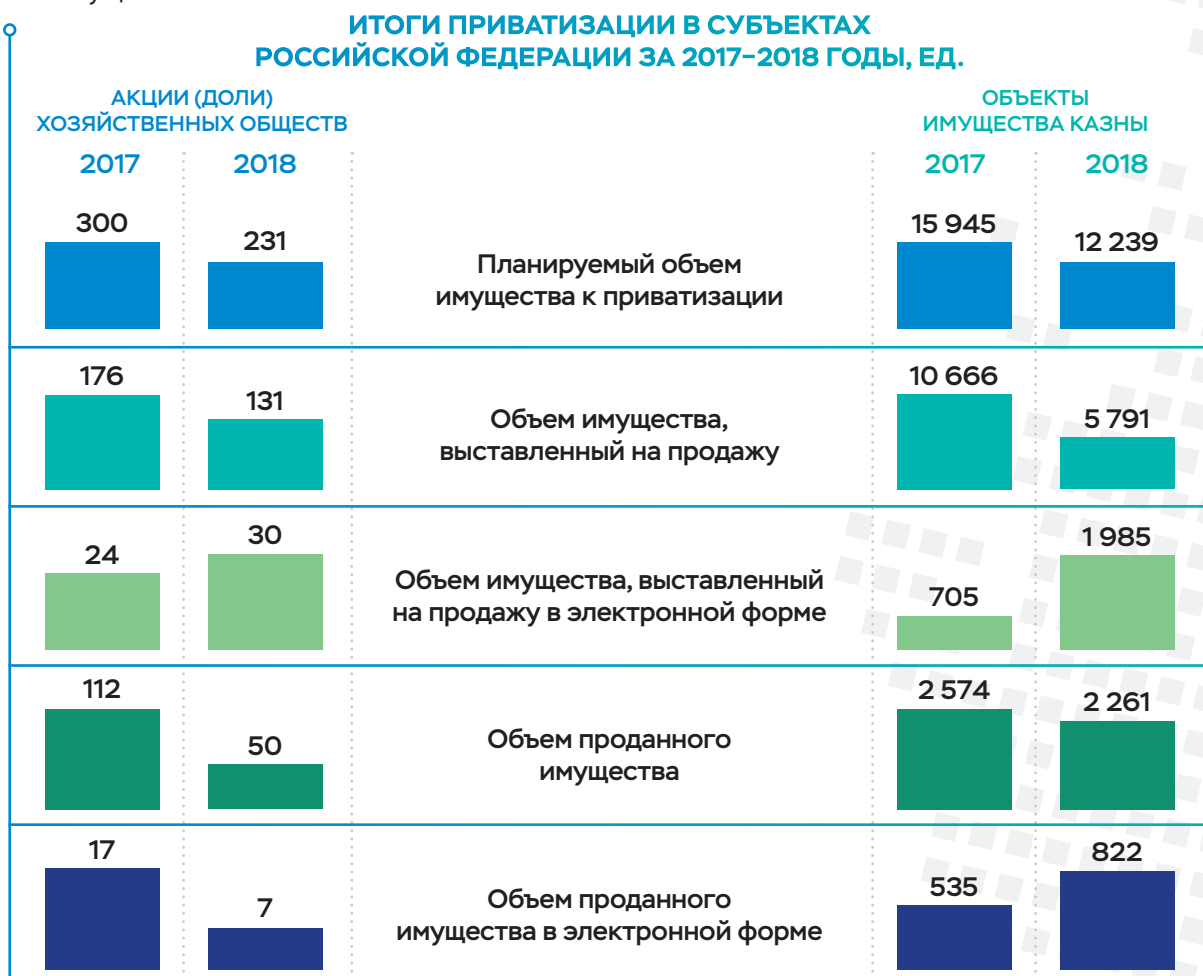 ИТОГИ ПРИВАТИЗАЦИИ В СУБЪЕКТАХ
РОССИЙСКОЙ ФЕДЕРАЦИИ ЗА 2017–2018 ГОДЫ, ЕД.
АКЦИИ (ДОЛИ)
ХОЗЯЙСТВЕННЫХ ОБЩЕСТВ
ОБЪЕКТЫ
ИМУЩЕСТВА КАЗНЫ
2017 2018 2017 2018
300 231 15 945 12 239
Планируемый объем
имущества к приватизации
176 131 10 666 5 791
Объем имущества,
выставленный на продажу
24 30 705 1 985
Объем имущества, выставленный
на продажу в электронной форме
112 50 2 574 2 261
Объем проданного
имущества
17 7 535 822
Объем проданного
имущества в электронной форме